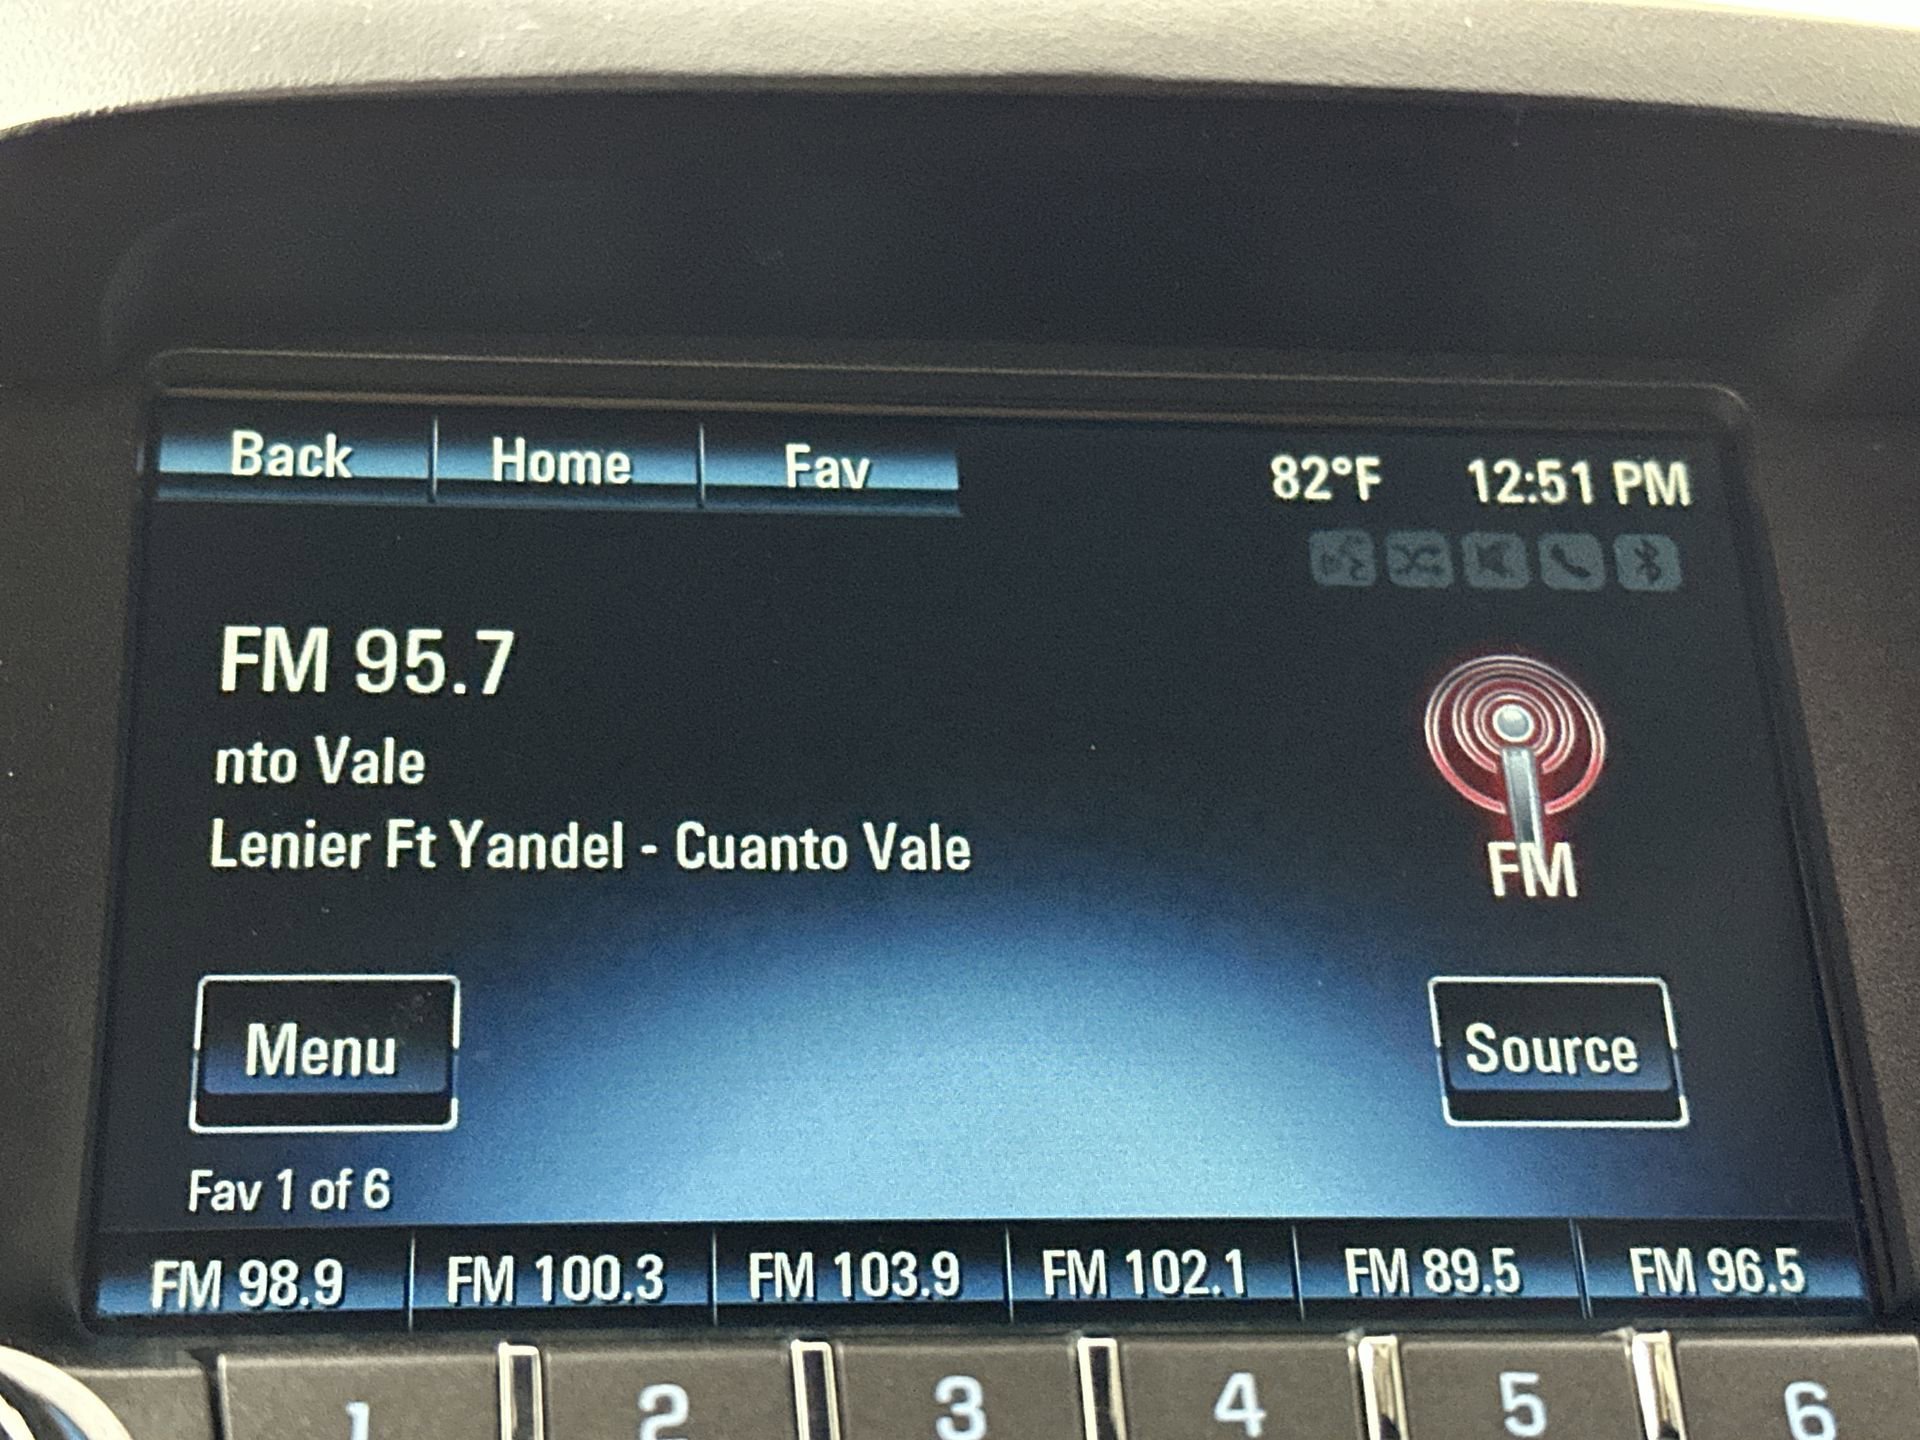 Back Home Fav 82°F 12:51 PM
FM 95.7
nto Vale
Lenier Ft Yandel - Cuanto Vale
FM
Menu Source
Fav 1 of 6
FM 98.9 FM 100.3 FM 103.9 FM 102.1 FM 89.5 FM 96.5
1 2 3 4 5 6